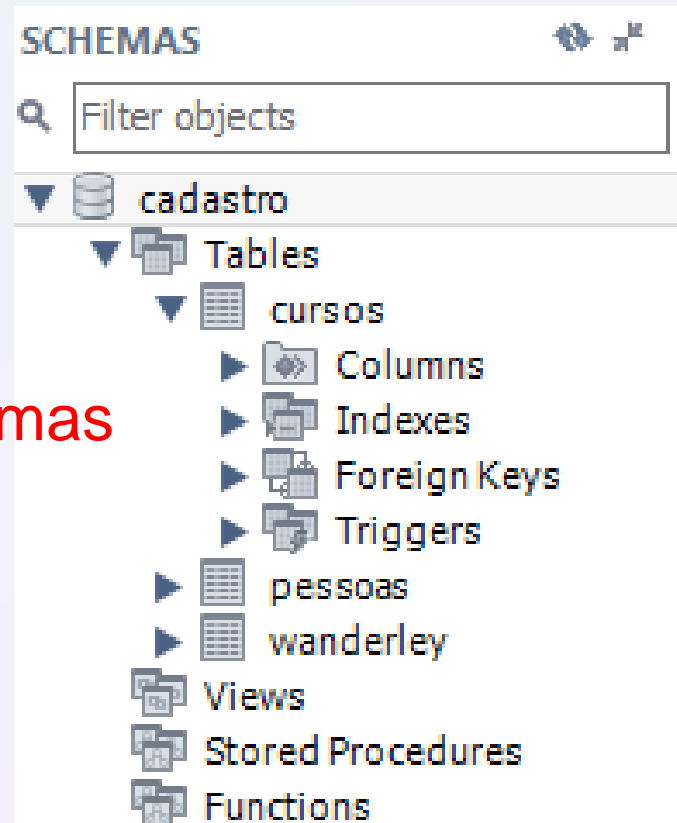 SCHEMAS
Filter objects
cadastro
Tables
cursos
Columns
mas
Indexes
Foreign Keys
Triggers
pessoas
wanderley
Views
Stored Procedures
Functions